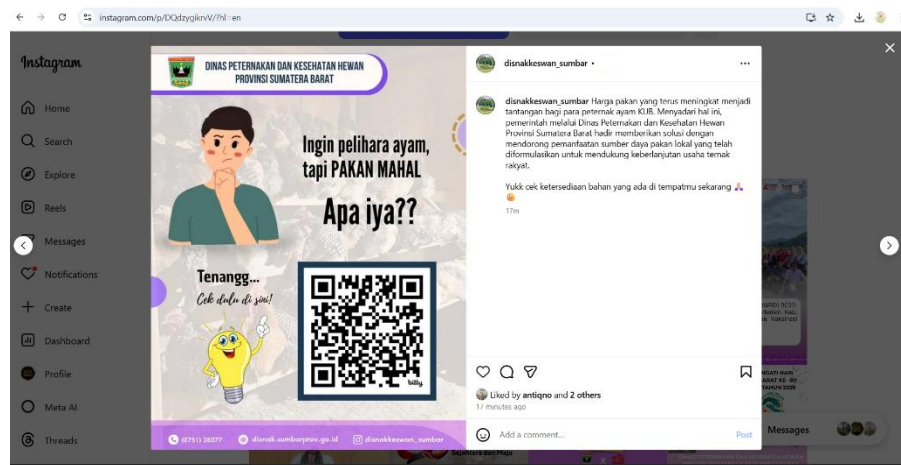 instagram.com/p/DQdzygikrvV/?hl=en
Instagram
Home
Search
Explore
Reels
Messages
Notifications
Create
Dashboard
Profile
Meta AI
Threads
DINAS PETERNAKAN DAN KESEHATAN HEWAN
PROVINSI SUMATERA BARAT
Ingin pelihara ayam,
tapi PAKAN MAHAL
Apa iya??
Tenangg...
Cek dulu di sini!
bitly
(0751) 28077
disnak.sumbarprov.go.id
disnakkeswan_sumbar
disnakkeswan_sumbar •
disnakkeswan_sumbar Harga pakan yang terus meningkat menjadi
tantangan bagi para peternak ayam KUB. Menyadari hal ini,
pemerintah melalui Dinas Peternakan dan Kesehatan Hewan
Provinsi Sumatera Barat hadir memberikan solusi dengan
mendorong pemanfaatan sumber daya pakan lokal yang telah
diformulasikan untuk mendukung keberlanjutan usaha ternak
rakyat.
Yukk cek ketersediaan bahan yang ada di tempatmu sekarang
17m
Liked by antiqno and 2 others
17 minutes ago
Add a comment...
Post
Messages
Sejahtera dan Maju